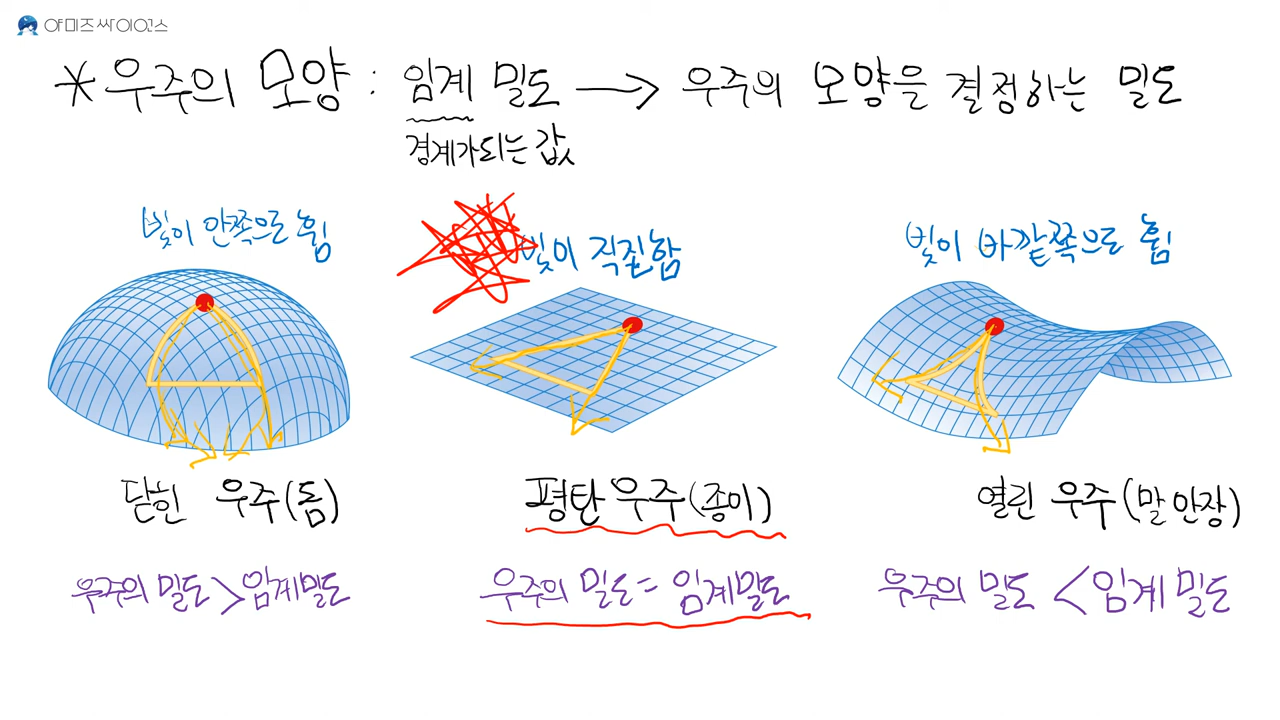 야미즈 싸이언스
* 우주의 모양 : 임계 밀도 → 우주의 모양을 결정하는 밀도
경계가되는 값
빛이 안쪽으로 휨
빛이 직진함
빛이 바깥쪽으로 휨
닫힌 우주(돔)
평탄 우주(종이)
열린 우주(말 안장)
우주의 밀도 > 임계밀도
우주의 밀도 = 임계밀도
우주의 밀도 < 임계 밀도